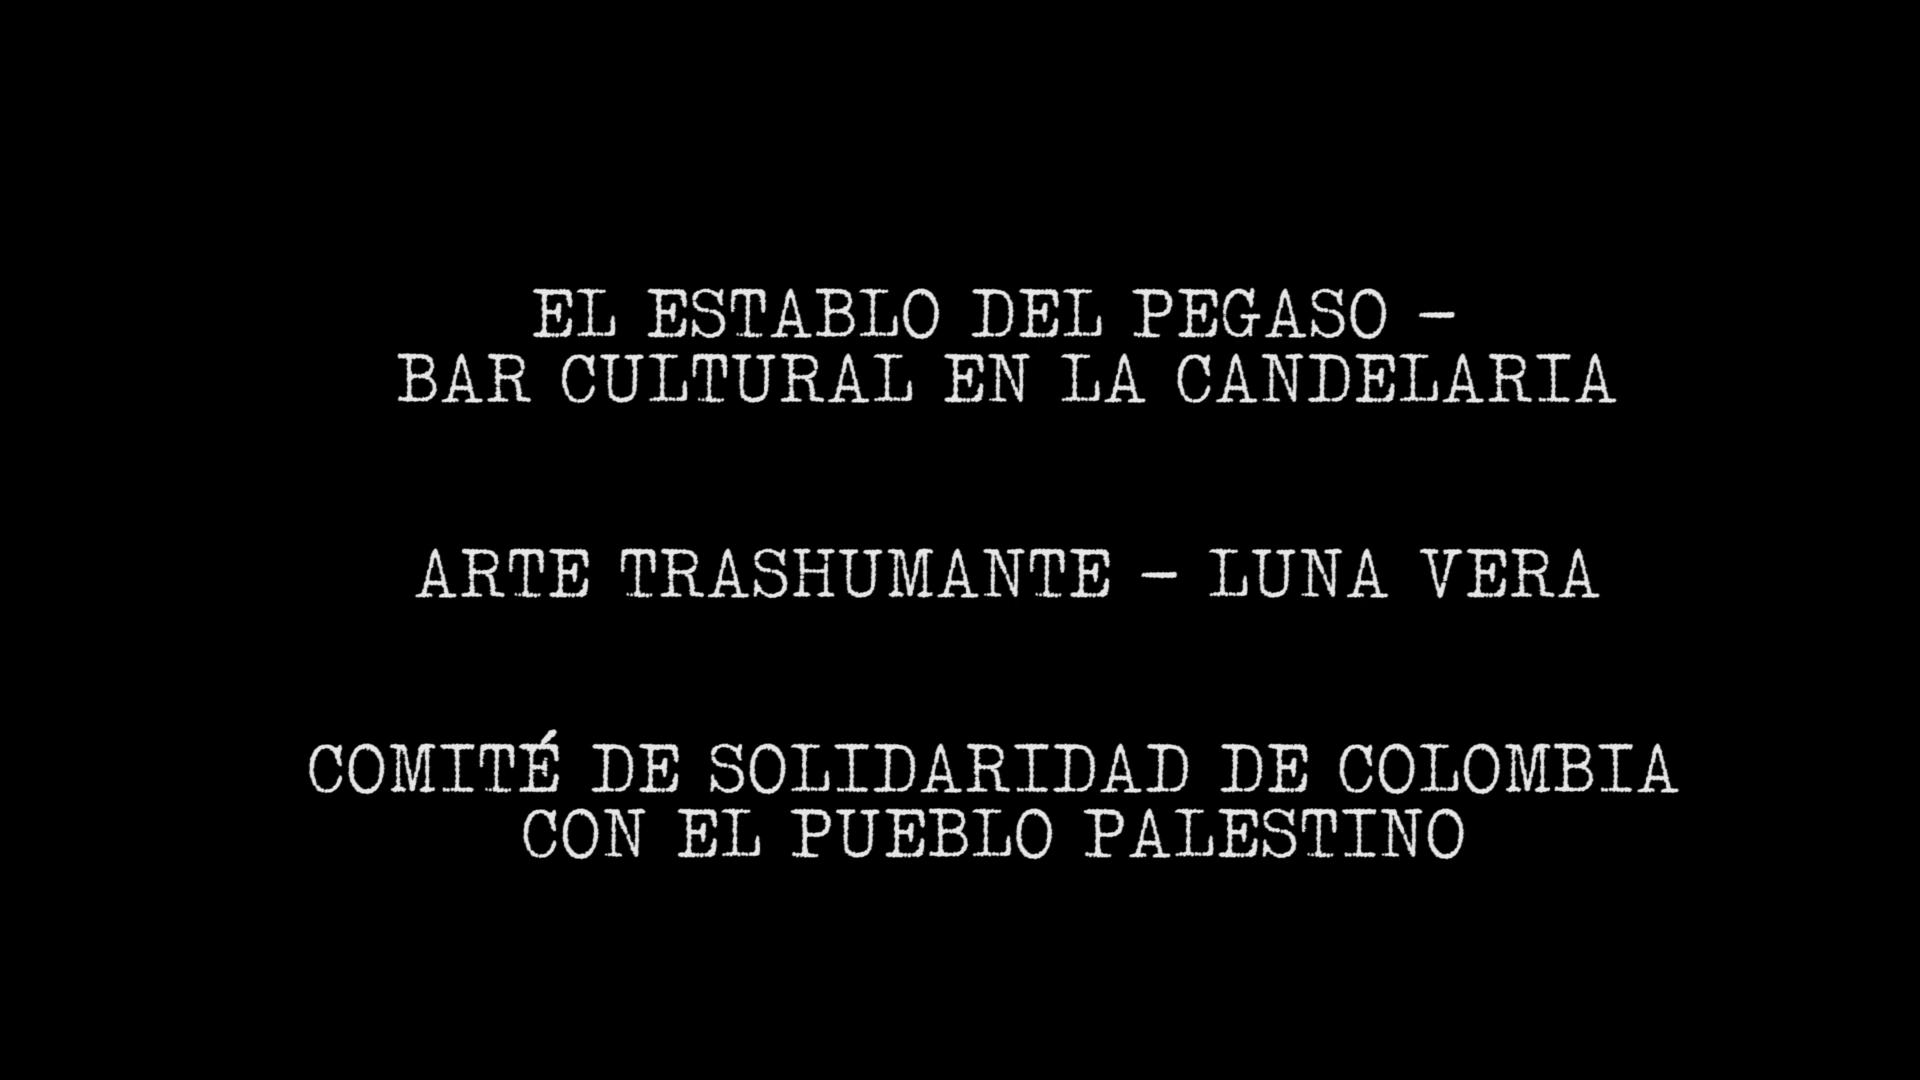 EL ESTABLO DEL PEGASO –
BAR CULTURAL EN LA CANDELARIA
ARTE TRASHUMANTE – LUNA VERA
COMITÉ DE SOLIDARIDAD DE COLOMBIA
CON EL PUEBLO PALESTINO